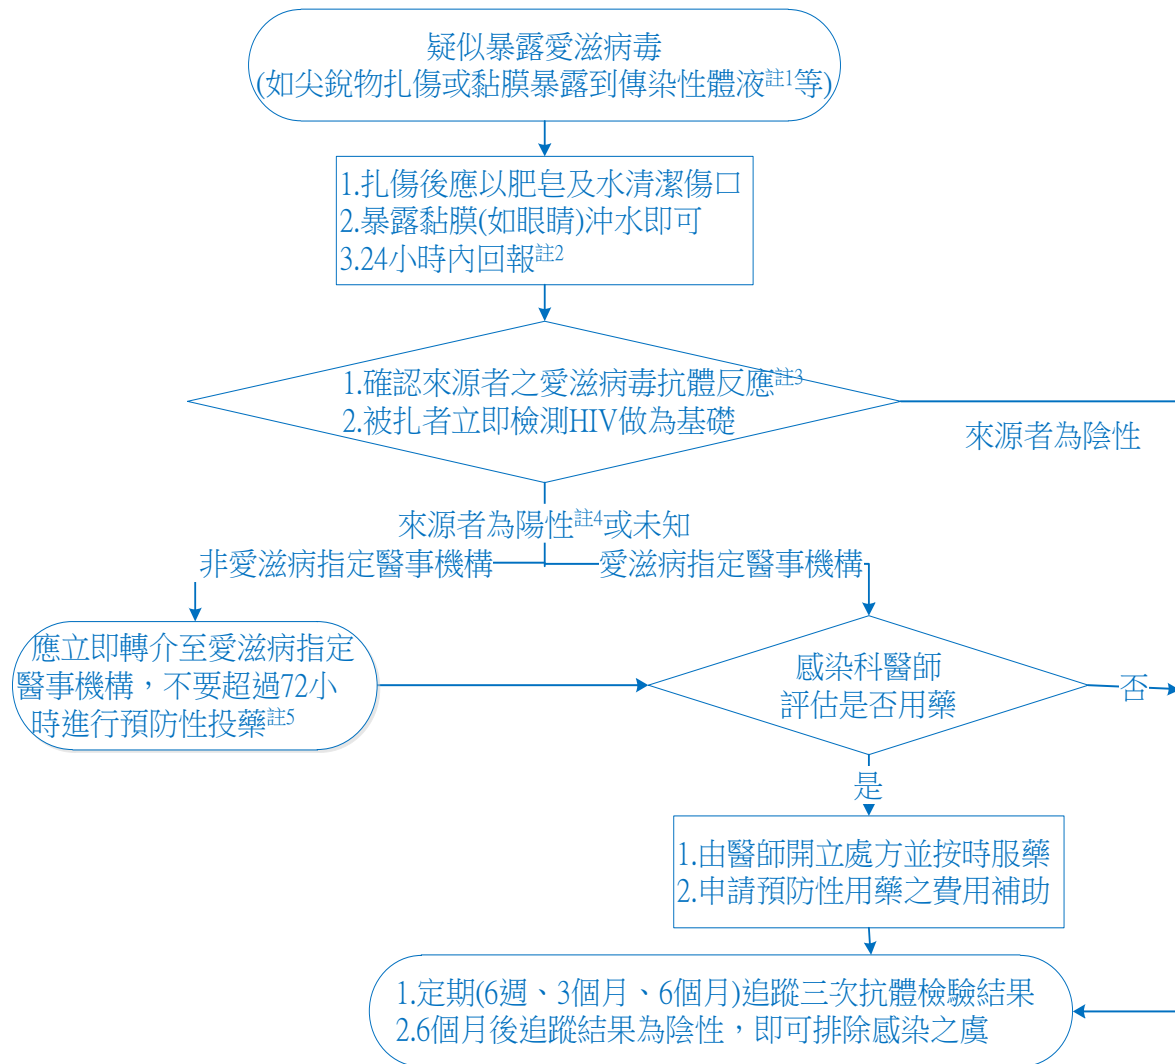 疑似暴露愛滋病毒
(如尖銳物扎傷或黏膜暴露到傳染性體液註1等)
1.扎傷後應以肥皂及水清潔傷口
2.暴露黏膜(如眼睛)沖水即可
3.24小時內回報註2
1.確認來源者之愛滋病毒抗體反應註3
2.被扎者立即檢測HIV做為基礎
來源者為陰性
來源者為陽性註4或未知
非愛滋病指定醫事機構
愛滋病指定醫事機構
應立即轉介至愛滋病指定
醫事機構，不要超過72小
時進行預防性投藥註5
感染科醫師
評估是否用藥
否
是
1.由醫師開立處方並按時服藥
2.申請預防性用藥之費用補助
1.定期(6週、3個月、6個月)追蹤三次抗體檢驗結果
2.6個月後追蹤結果為陰性，即可排除感染之虞